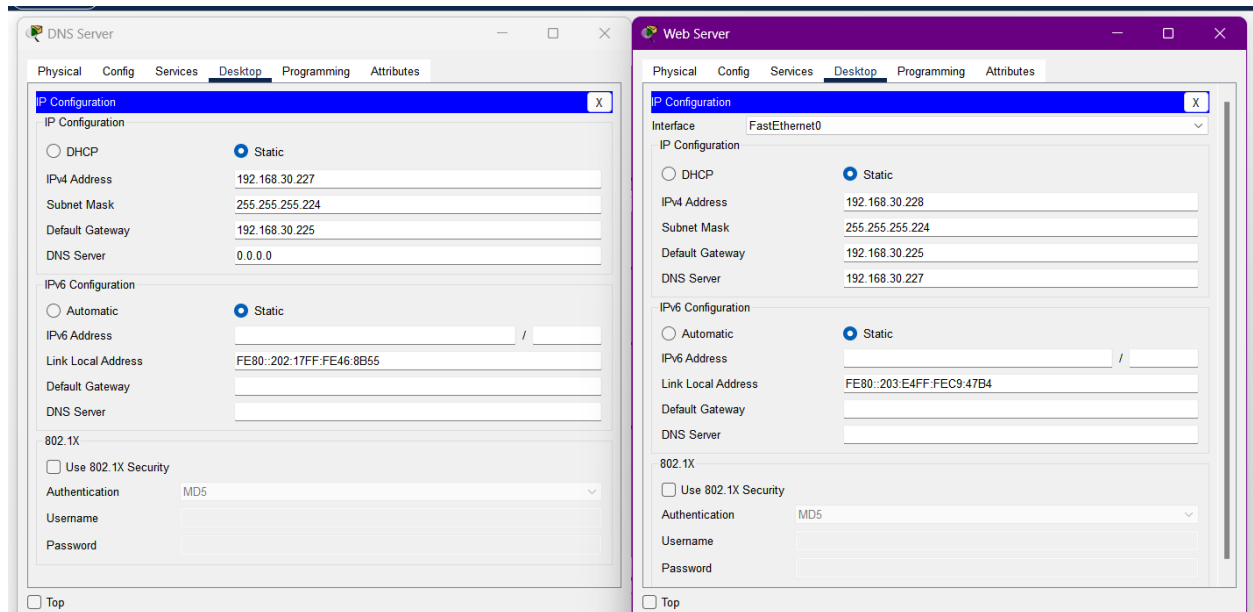 DNS Server
Physical Config Services Desktop Programming Attributes
IP Configuration X
IP Configuration
DHCP Static
IPv4 Address 192.168.30.227
Subnet Mask 255.255.255.224
Default Gateway 192.168.30.225
DNS Server 0.0.0.0
IPv6 Configuration
Automatic Static
IPv6 Address /
Link Local Address FE80::202:17FF:FE46:8B55
Default Gateway
DNS Server
802.1X
Use 802.1X Security
Authentication MD5
Username
Password
Top
Web Server
Physical Config Services Desktop Programming Attributes
IP Configuration X
Interface FastEthernet0
IP Configuration
DHCP Static
IPv4 Address 192.168.30.228
Subnet Mask 255.255.255.224
Default Gateway 192.168.30.225
DNS Server 192.168.30.227
IPv6 Configuration
Automatic Static
IPv6 Address /
Link Local Address FE80::203:E4FF:FEC9:47B4
Default Gateway
DNS Server
802.1X
Use 802.1X Security
Authentication MD5
Username
Password
Top